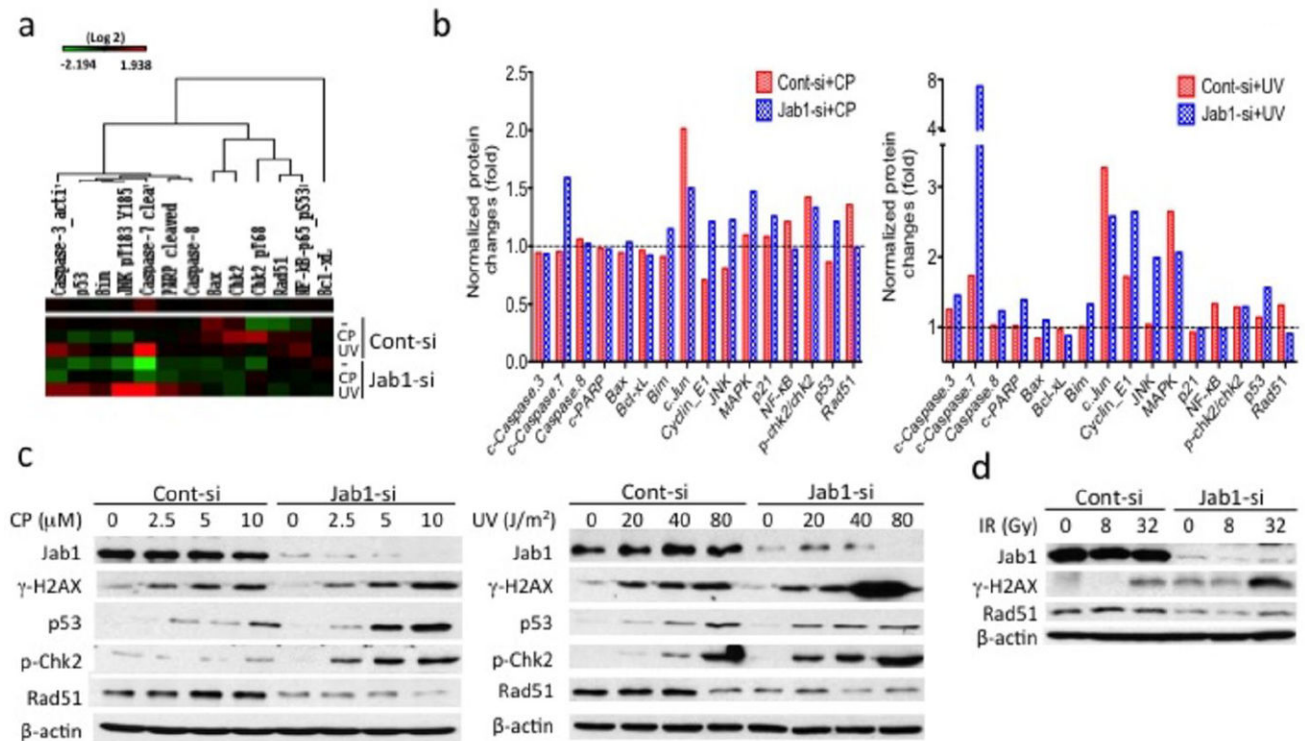 a
(Log 2)
-2.194 1.938
Caspase-3_acti
p53
Bim
JNK pT183 Y185
Caspase-7 clea
PARP cleaved
Caspase-8
Bax
Chk2
Chk2 pT68
Rad51
NF-kB-p65_pS53
Bcl-xL
-
CP
UV
Cont-si
-
CP
UV
Jab1-si
b
Normalized protein
changes (fold)
2.5
2.0
1.5
1.0
0.5
0.0
Cont-si+CP
Jab1-si+CP
c-Caspase.3
c-Caspase.7
Caspase.8
c-PARP
Bax
Bcl-xL
Bim
c.Jun
Cyclin_E1
JNK
MAPK
p21
NF-κB
p-chk2/chk2
p53
Rad51
Normalized protein
changes (fold)
8
4
3
2
1
Cont-si+UV
Jab1-si+UV
c-Caspase.3
c-Caspase.7
Caspase.8
c-PARP
Bax
Bcl-xL
Bim
c.Jun
Cyclin_E1
JNK
MAPK
p21
NF-κB
p-chk2/chk2
p53
Rad51
c
Cont-si Jab1-si
CP (μM) 0 2.5 5 10 0 2.5 5 10
Jab1
γ-H2AX
p53
p-Chk2
Rad51
β-actin
Cont-si Jab1-si
UV (J/m²) 0 20 40 80 0 20 40 80
Jab1
γ-H2AX
p53
p-Chk2
Rad51
β-actin
d
Cont-si Jab1-si
IR (Gy) 0 8 32 0 8 32
Jab1
γ-H2AX
Rad51
β-actin